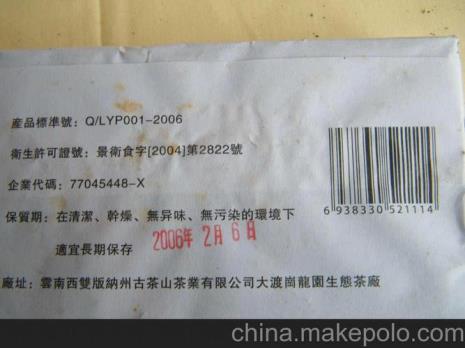 產品標準號：Q/LYP001-2006
衛生許可證號：景衛食字[2004]第2822號
企業代碼：77045448-X
保質期：在清潔、幹燥、無异味、無污染的環境下
適宜長期保存
2006年2月6日
廠址：雲南西雙版納州古茶山茶業有限公司大渡崗龍園生態茶廠
6 938330 521114
china.makepolo.com